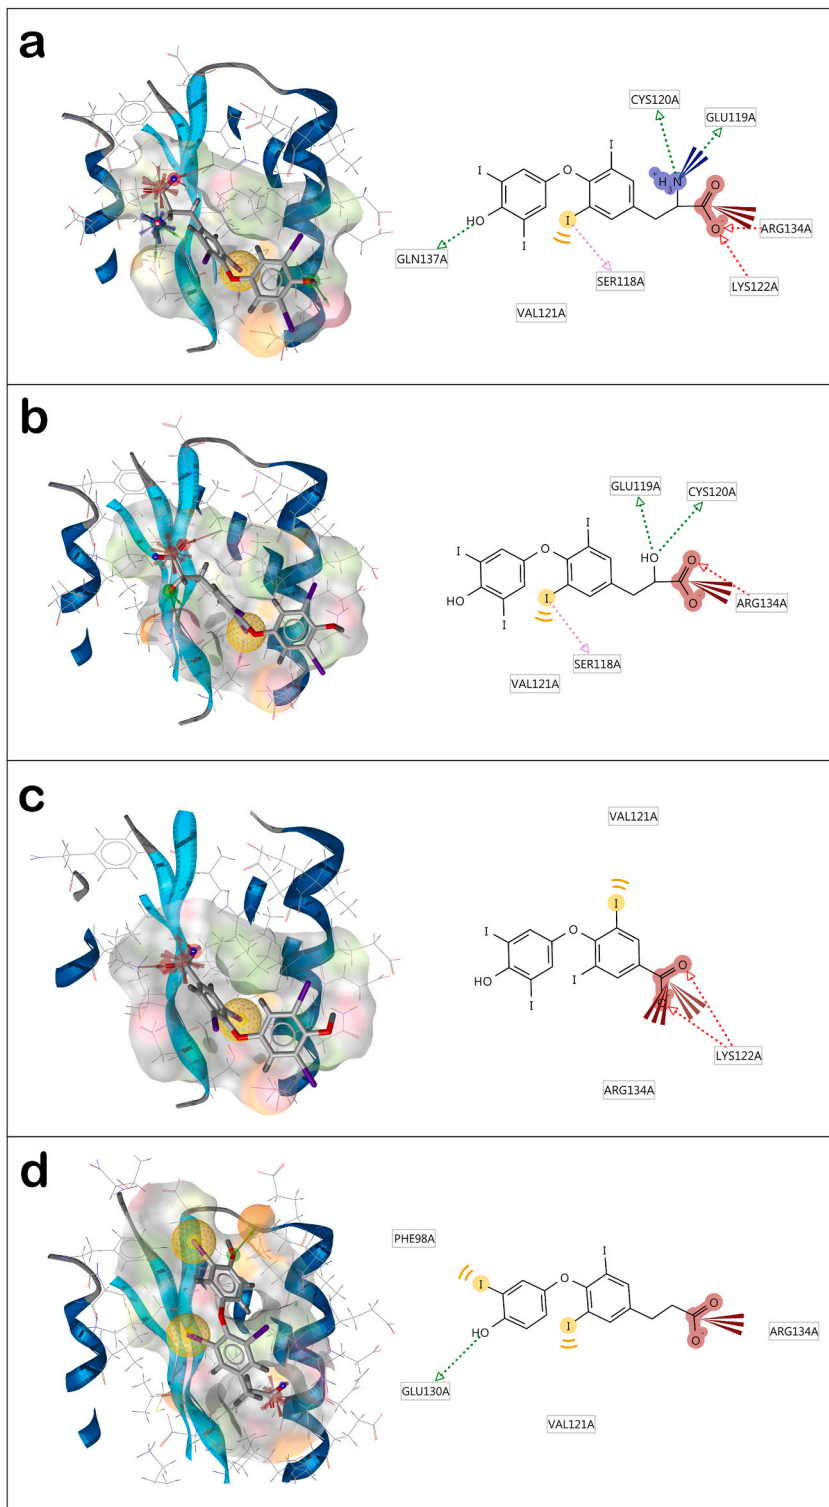 a
CYS120A
GLU119A
I
I
O
H₃N⁺
O
HO
I
I
O⁻
ARG134A
GLN137A
SER118A
LYS122A
VAL121A
b
GLU119A
CYS120A
I
I
O
HO
O
HO
I
I
O⁻
ARG134A
SER118A
VAL121A
c
VAL121A
I
I
O
O
HO
I
I
O
LYS122A
ARG134A
d
PHE98A
I
I
O
O
HO
I
O⁻
ARG134A
GLU130A
VAL121A